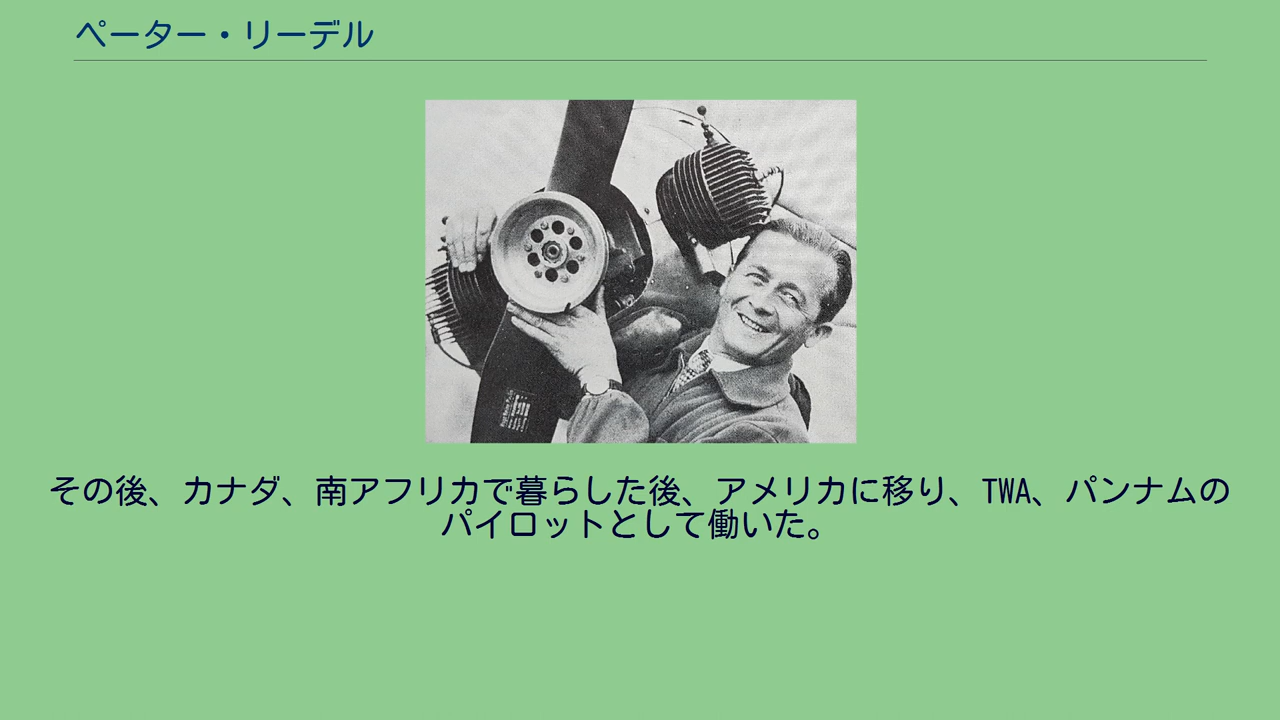 ペーター・リーデル
その後、カナダ、南アフリカで暮らした後、アメリカに移り、TWA、パンナムの
パイロットとして働いた。